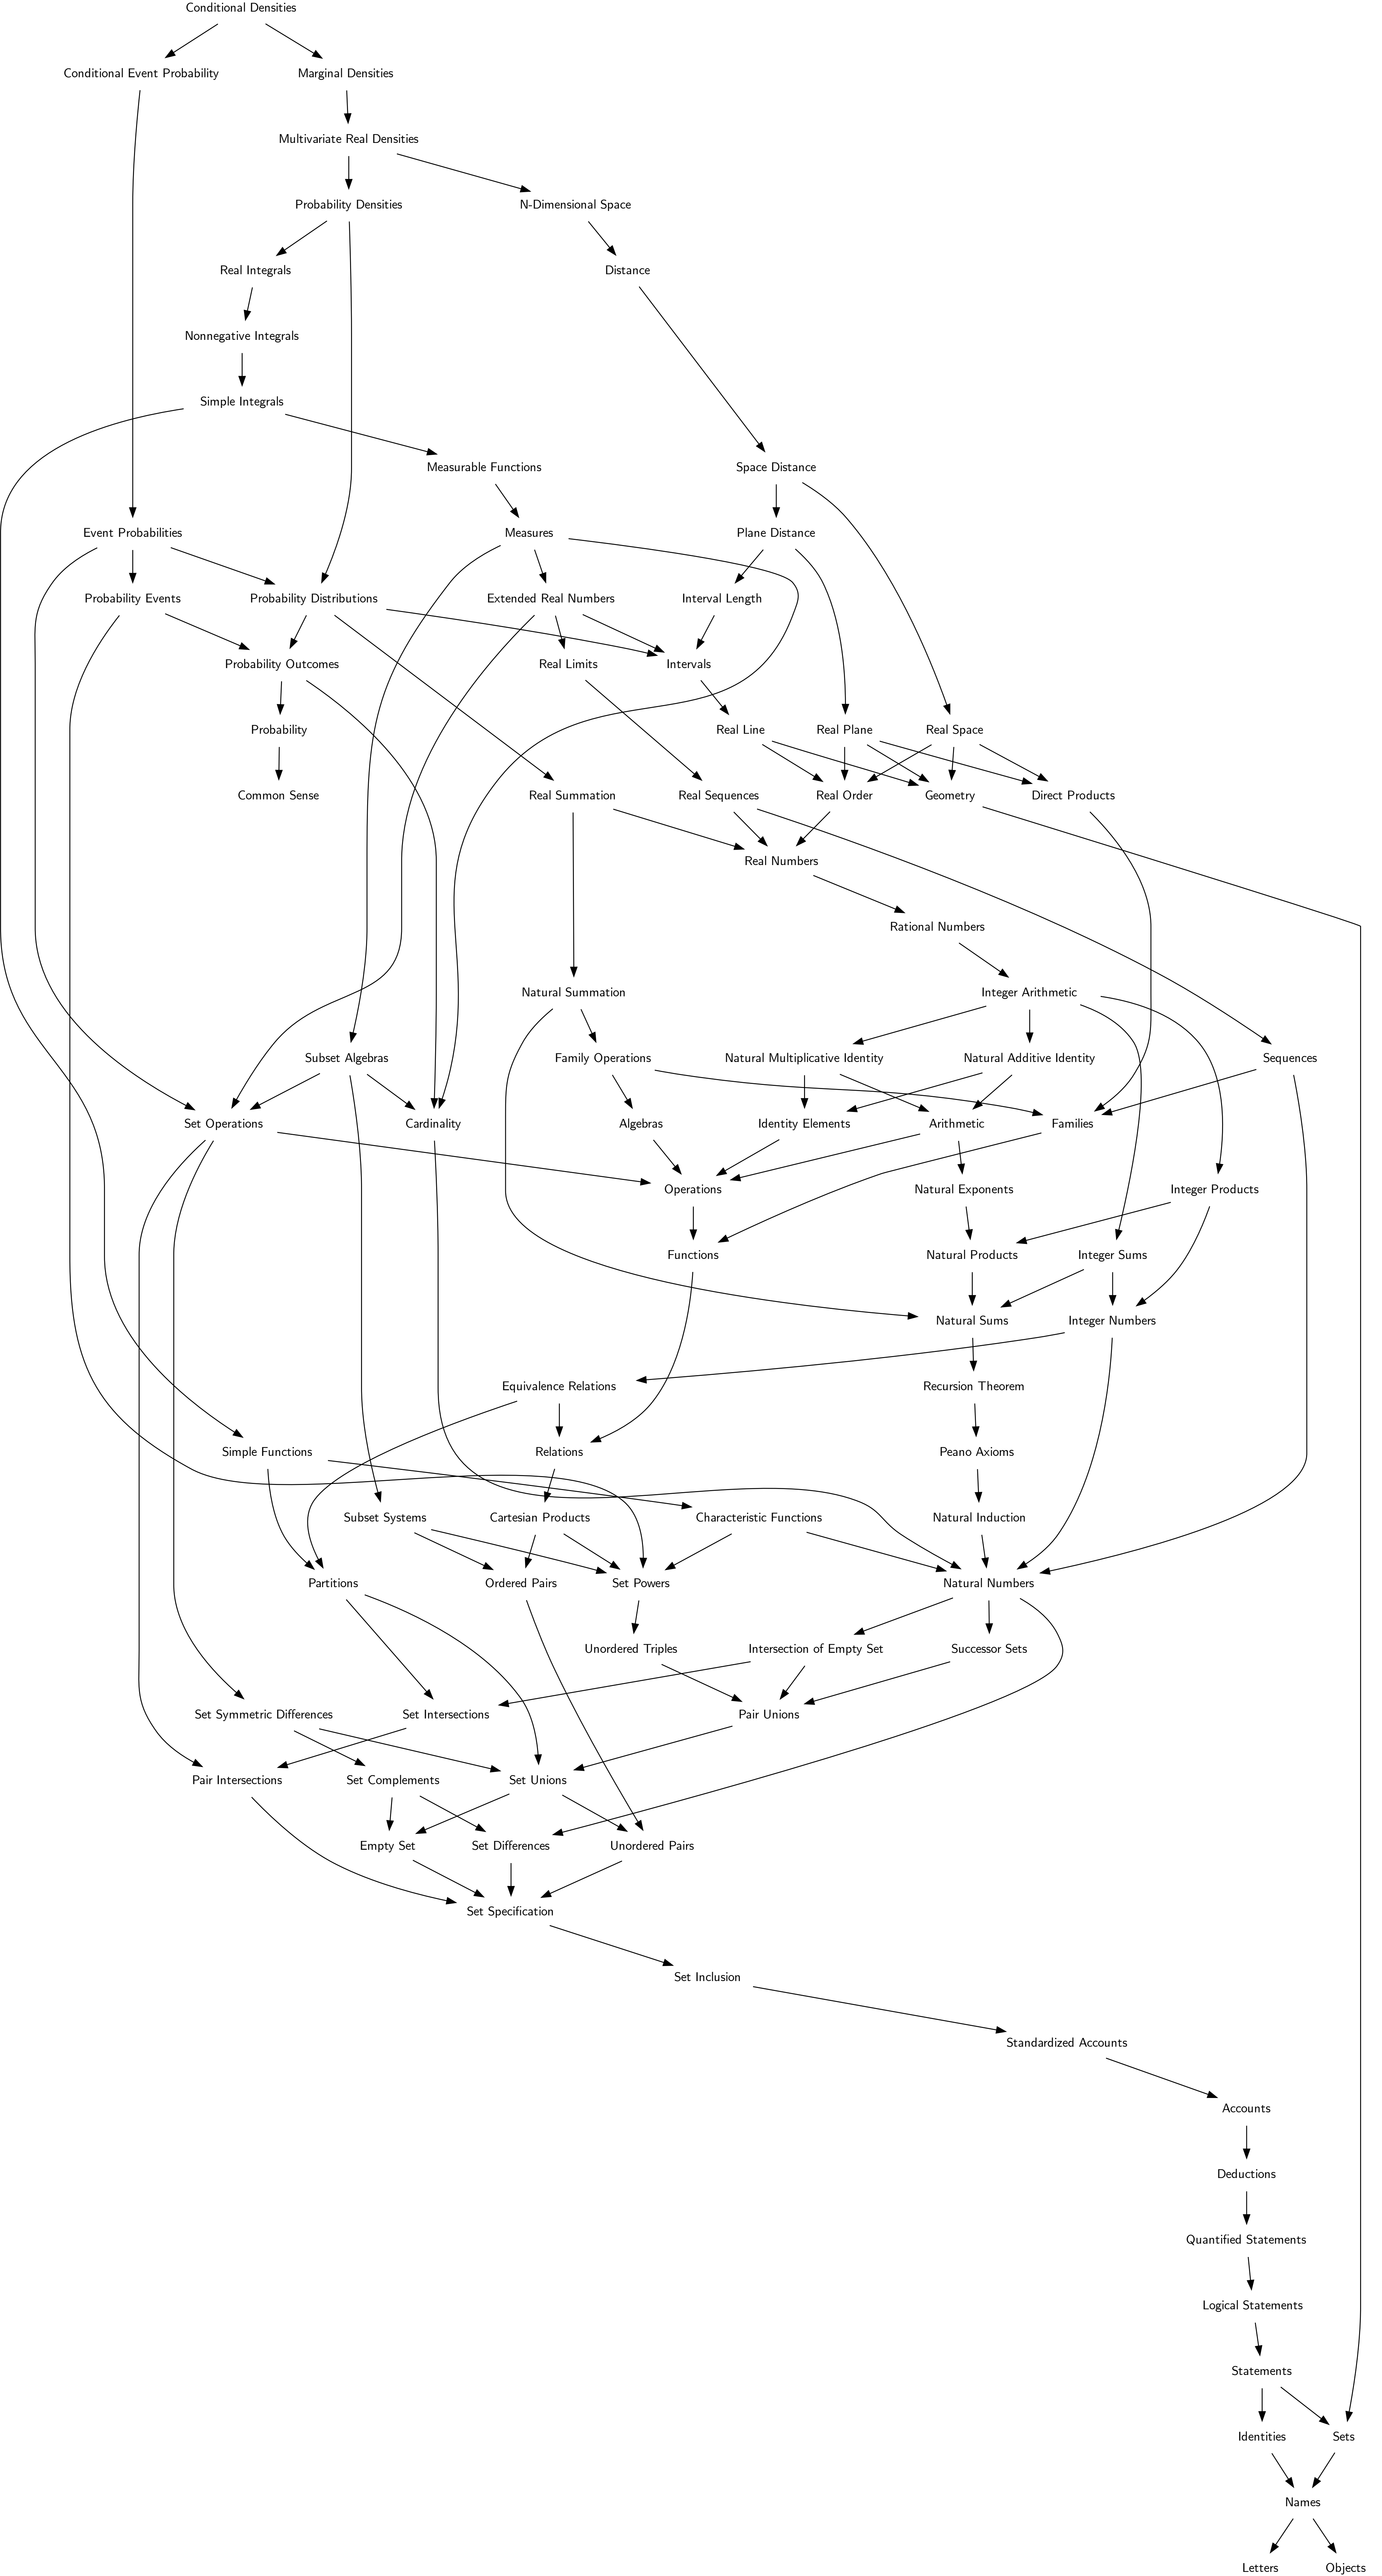 Conditional Densities
Conditional Event Probability
Marginal Densities
Multivariate Real Densities
Probability Densities
N-Dimensional Space
Real Integrals
Distance
Nonnegative Integrals
Simple Integrals
Measurable Functions
Space Distance
Event Probabilities
Measures
Plane Distance
Probability Events
Probability Distributions
Extended Real Numbers
Interval Length
Probability Outcomes
Real Limits
Intervals
Probability
Real Line
Real Plane
Real Space
Common Sense
Real Summation
Real Sequences
Real Order
Geometry
Direct Products
Real Numbers
Rational Numbers
Natural Summation
Integer Arithmetic
Subset Algebras
Family Operations
Natural Multiplicative Identity
Natural Additive Identity
Sequences
Set Operations
Cardinality
Algebras
Identity Elements
Arithmetic
Families
Operations
Natural Exponents
Integer Products
Functions
Natural Products
Integer Sums
Natural Sums
Integer Numbers
Equivalence Relations
Recursion Theorem
Simple Functions
Relations
Peano Axioms
Subset Systems
Cartesian Products
Characteristic Functions
Natural Induction
Partitions
Ordered Pairs
Set Powers
Natural Numbers
Unordered Triples
Intersection of Empty Set
Successor Sets
Set Symmetric Differences
Set Intersections
Pair Unions
Pair Intersections
Set Complements
Set Unions
Empty Set
Set Differences
Unordered Pairs
Set Specification
Set Inclusion
Standardized Accounts
Accounts
Deductions
Quantified Statements
Logical Statements
Statements
Identities
Sets
Names
Letters
Objects